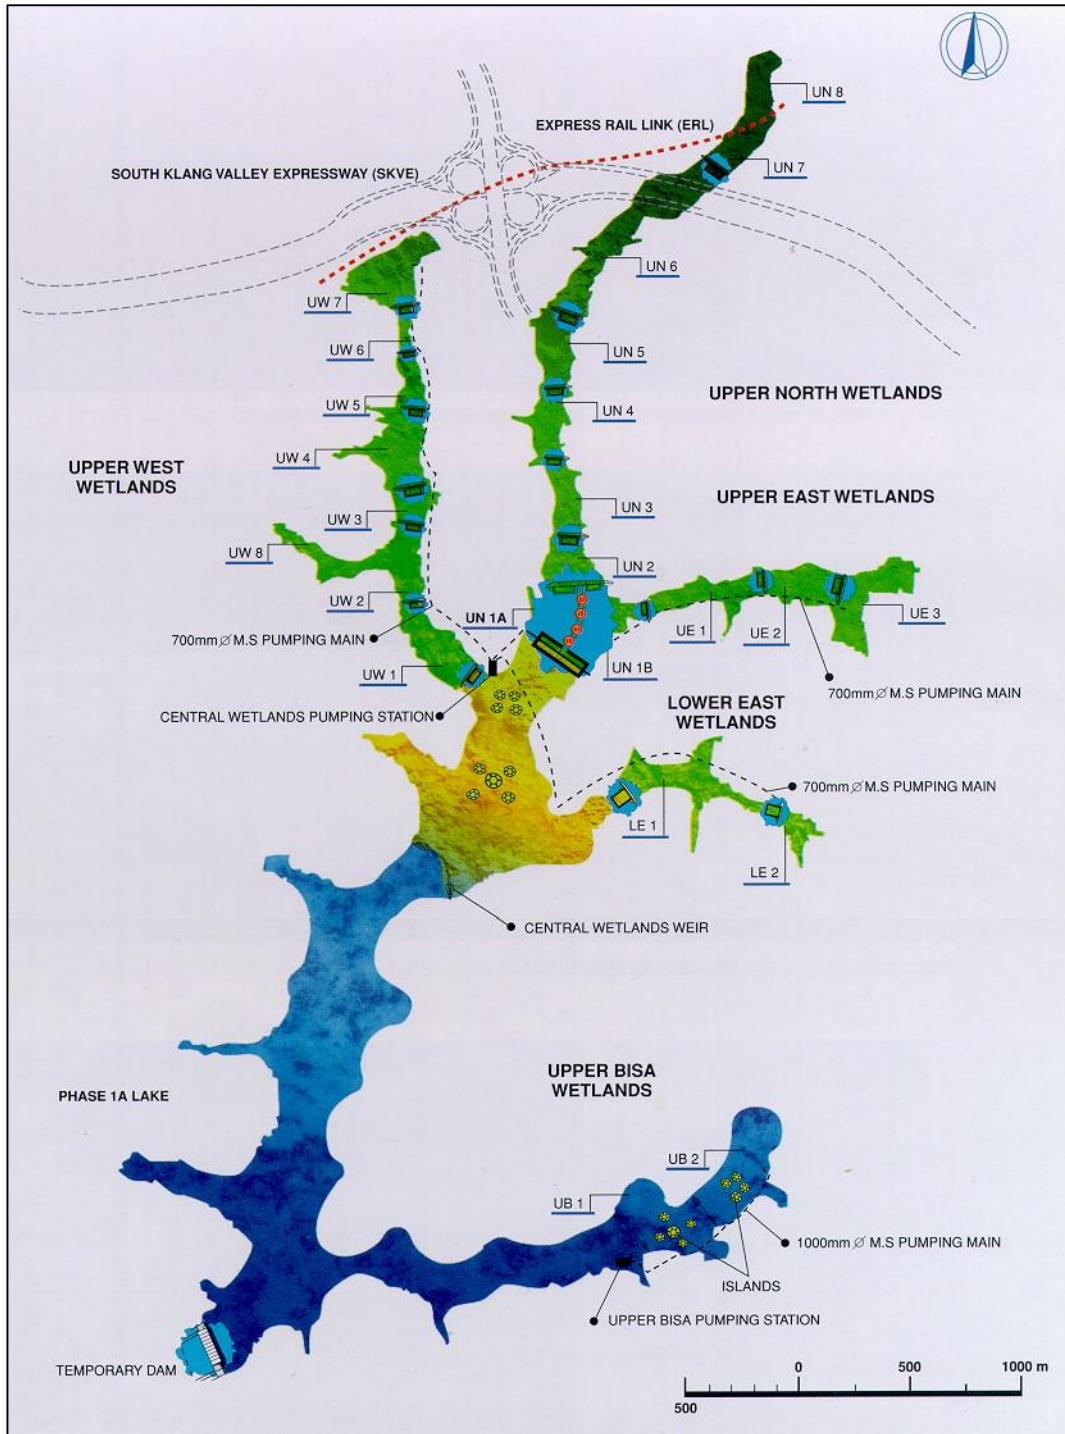 UN 8
EXPRESS RAIL LINK (ERL)
SOUTH KLANG VALLEY EXPRESSWAY (SKVE)
UN 7
UN 6
UW 7
UW 6
UN 5
UPPER NORTH WETLANDS
UW 5
UN 4
UPPER WEST
WETLANDS
UW 4
UPPER EAST WETLANDS
UW 3
UN 3
UW 8
UN 2
UW 2
UN 1A
UE 1
UE 2
UE 3
700mm Ø M.S PUMPING MAIN
UW 1
UN 1B
700mm Ø M.S PUMPING MAIN
CENTRAL WETLANDS PUMPING STATION
LOWER EAST
WETLANDS
700mm Ø M.S PUMPING MAIN
LE 1
LE 2
CENTRAL WETLANDS WEIR
UPPER BISA
WETLANDS
PHASE 1A LAKE
UB 2
UB 1
1000mm Ø M.S PUMPING MAIN
ISLANDS
UPPER BISA PUMPING STATION
TEMPORARY DAM
0 500 1000 m
500